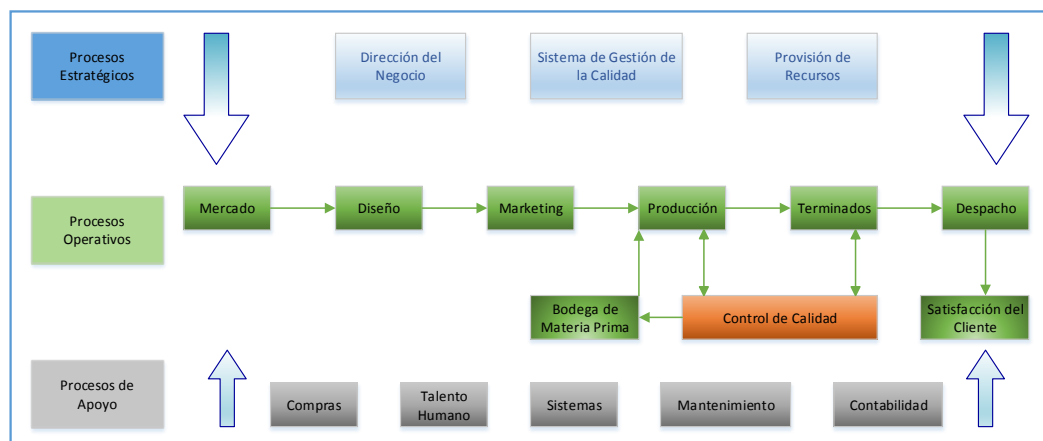 Procesos
Estratégicos
Dirección del
Negocio
Sistema de Gestión de
la Calidad
Provisión de
Recursos
Procesos
Operativos
Mercado
Diseño
Marketing
Producción
Terminados
Despacho
Bodega de
Materia Prima
Control de Calidad
Satisfacción del
Cliente
Procesos de
Apoyo
Compras
Talento
Humano
Sistemas
Mantenimiento
Contabilidad